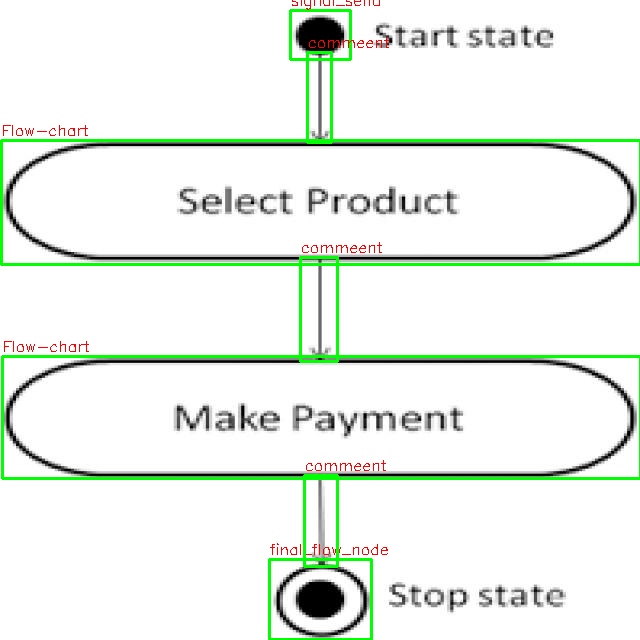 signal_send
Start state
commeent
Flow-chart
Select Product
commeent
Flow-chart
Make Payment
commeent
final_flow_node
Stop state